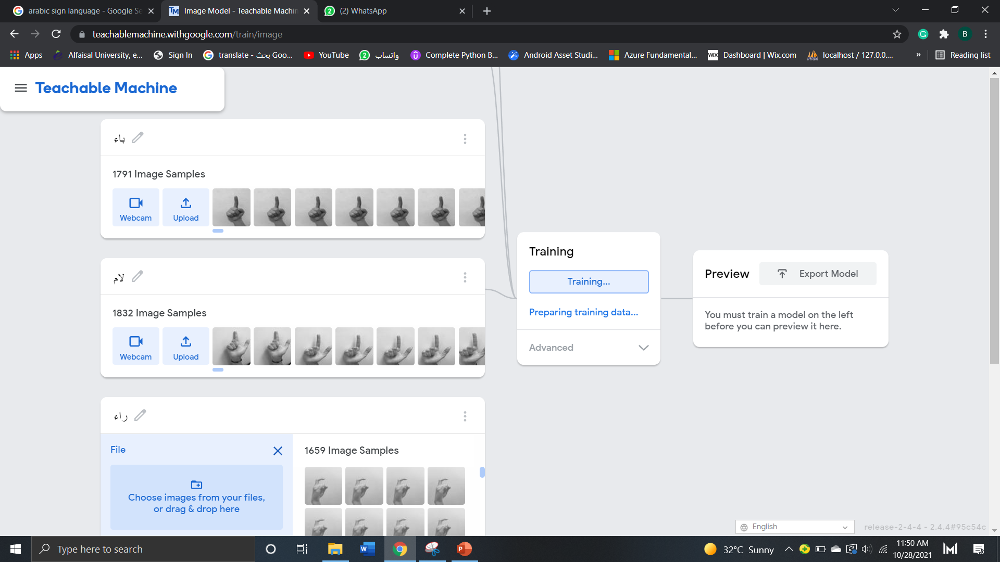 arabic sign language - Google Se
Image Model - Teachable Machin
(2) WhatsApp
teachablemachine.withgoogle.com/train/image
B
Apps
Alfaisal University, e...
Sign In
translate - بحث Goo...
YouTube
2 واتساب
Complete Python B...
Android Asset Studi...
Azure Fundamental...
WIX Dashboard | Wix.com
localhost / 127.0.0....
»
Reading list
Teachable Machine
باء
1791 Image Samples
Webcam
Upload
لام
1832 Image Samples
Webcam
Upload
راء
File
Choose images from your files,
or drag & drop here
1659 Image Samples
Training
Training...
Preparing training data...
Advanced
Preview
Export Model
You must train a model on the left
before you can preview it here.
English
release-2-4-4 - 2.4.4#95c54c
Type here to search
32°C Sunny
11:50 AM
10/28/2021